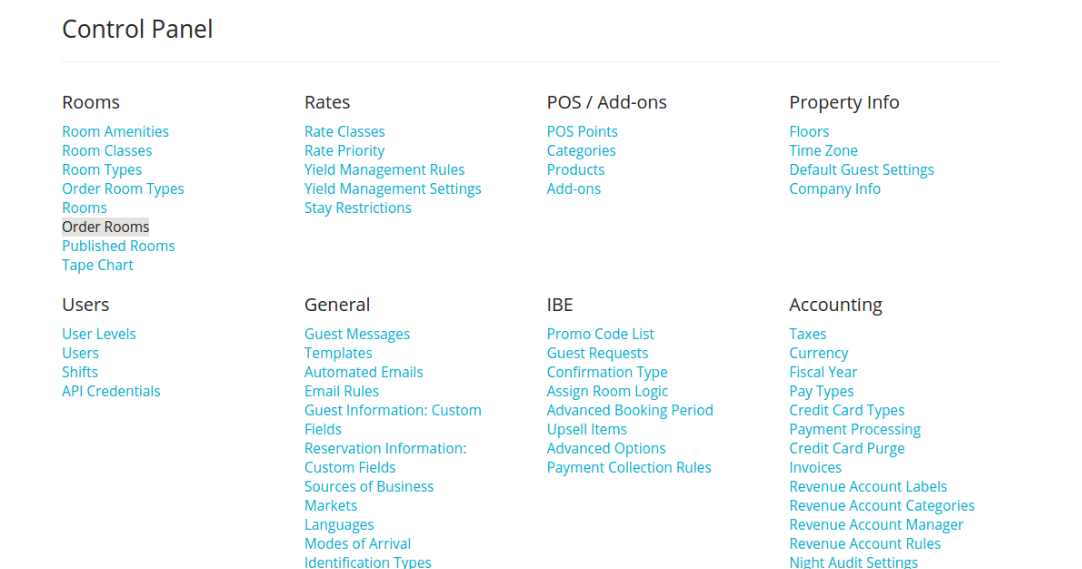 Control Panel
Rooms
Room Amenities
Room Classes
Room Types
Order Room Types
Rooms
Order Rooms
Published Rooms
Tape Chart
Rates
Rate Classes
Rate Priority
Yield Management Rules
Yield Management Settings
Stay Restrictions
POS / Add-ons
POS Points
Categories
Products
Add-ons
Property Info
Floors
Time Zone
Default Guest Settings
Company Info
Users
User Levels
Users
Shifts
API Credentials
General
Guest Messages
Templates
Automated Emails
Email Rules
Guest Information: Custom
Fields
Reservation Information:
Custom Fields
Sources of Business
Markets
Languages
Modes of Arrival
Identification Types
IBE
Promo Code List
Guest Requests
Confirmation Type
Assign Room Logic
Advanced Booking Period
Upsell Items
Advanced Options
Payment Collection Rules
Accounting
Taxes
Currency
Fiscal Year
Pay Types
Credit Card Types
Payment Processing
Credit Card Purge
Invoices
Revenue Account Labels
Revenue Account Categories
Revenue Account Manager
Revenue Account Rules
Night Audit Settings